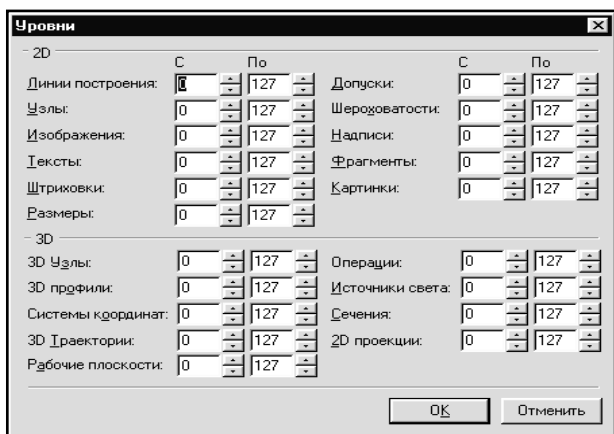 Уровни
2D
С По С По
Линии построения: 0 127 Допуски: 0 127
Узлы: 0 127 Шероховатости: 0 127
Изображения: 0 127 Надписи: 0 127
Тексты: 0 127 Фрагменты: 0 127
Штриховки: 0 127 Картинки: 0 127
Размеры: 0 127
3D
3D Узлы: 0 127 Операции: 0 127
3D профили: 0 127 Источники света: 0 127
Системы координат: 0 127 Сечения: 0 127
3D Траектории: 0 127 2D проекции: 0 127
Рабочие плоскости: 0 127
OK Отменить